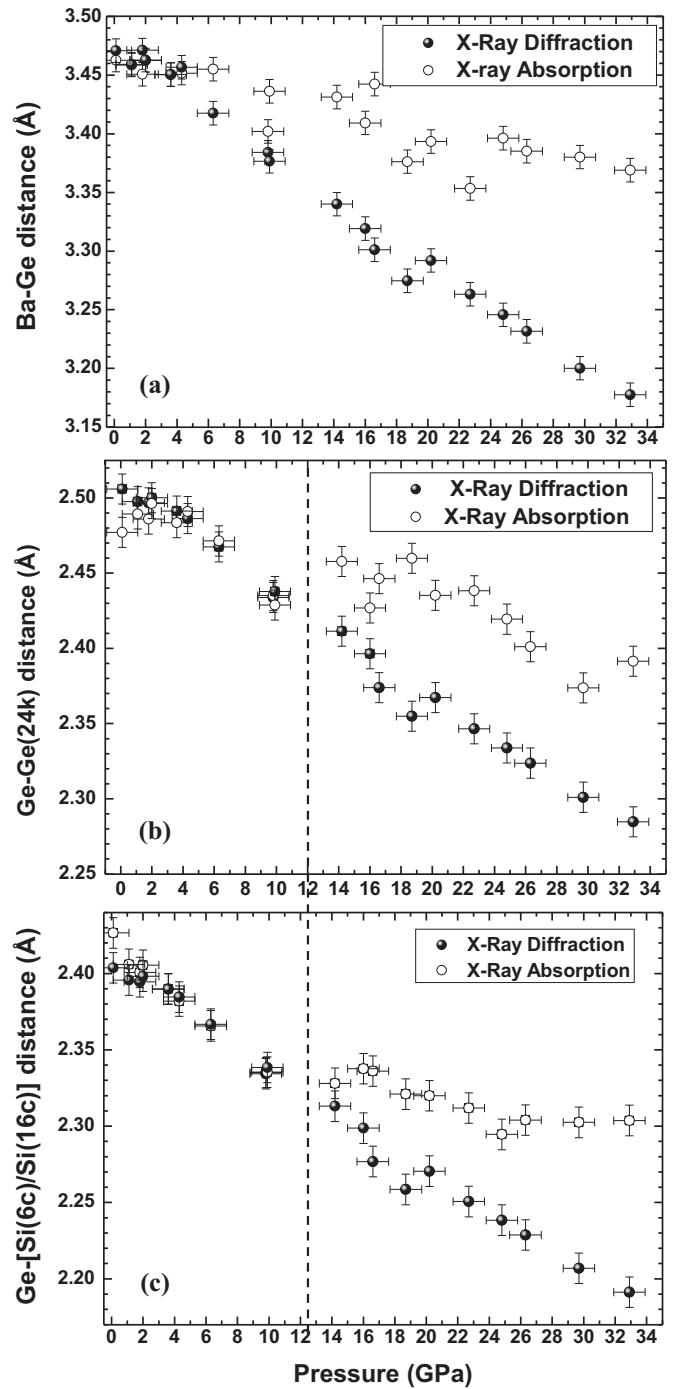 3.50
3.45
3.40
3.35
3.30
3.25
3.20
3.15
Ba-Ge distance (Å)
X-Ray Diffraction
X-ray Absorption
(a)
0 2 4 6 8 10 12 14 16 18 20 22 24 26 28 30 32 34
2.50
2.45
2.40
2.35
2.30
2.25
Ge-Ge(24k) distance (Å)
X-Ray Diffraction
X-Ray Absorption
(b)
0 2 4 6 8 10 12 14 16 18 20 22 24 26 28 30 32 34
2.40
2.35
2.30
2.25
2.20
Ge-[Si(6c)/Si(16c)] distance (Å)
X-Ray Diffraction
X-Ray Absorption
(c)
0 2 4 6 8 10 12 14 16 18 20 22 24 26 28 30 32 34
Pressure (GPa)